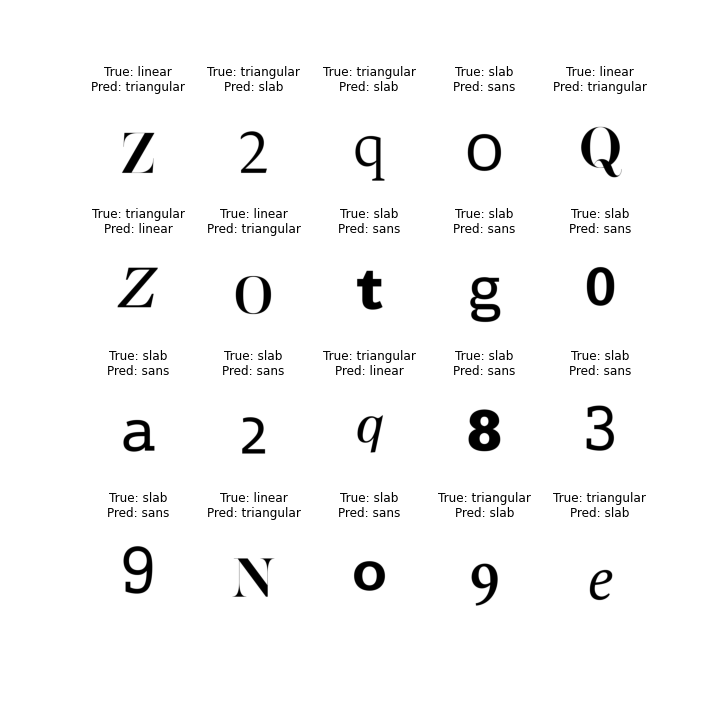 True: linear True: triangular True: triangular True: slab True: linear
Pred: triangular Pred: slab Pred: slab Pred: sans Pred: triangular
Z 2 q O Q
True: triangular True: linear True: slab True: slab True: slab
Pred: linear Pred: triangular Pred: sans Pred: sans Pred: sans
Z O t g 0
True: slab True: slab True: triangular True: slab True: slab
Pred: sans Pred: sans Pred: linear Pred: sans Pred: sans
a 2 q 8 3
True: slab True: linear True: slab True: triangular True: triangular
Pred: sans Pred: triangular Pred: sans Pred: slab Pred: slab
9 N o 9 e